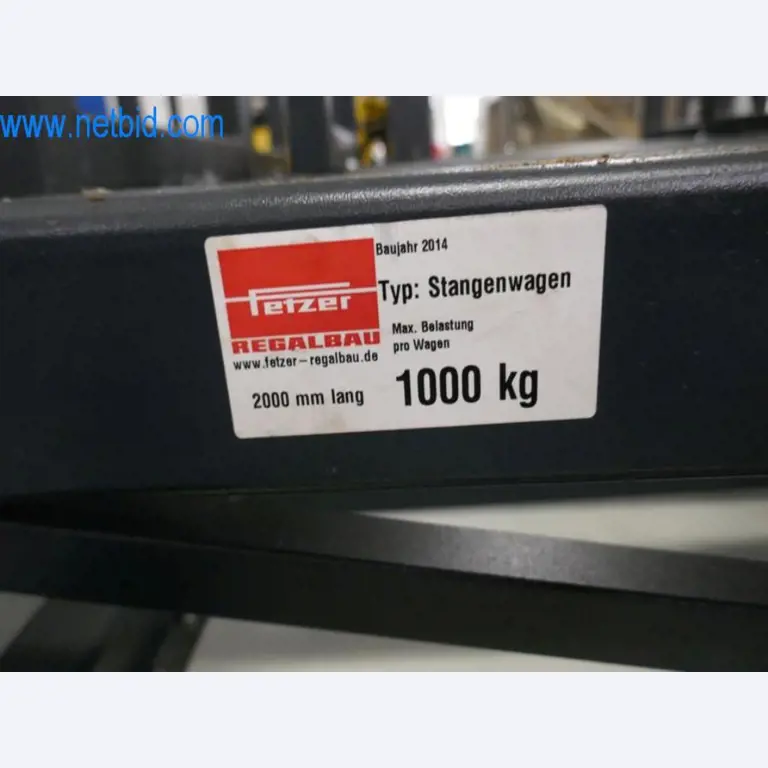 www.netbid.com
Baujahr 2014
Fetzer
Typ: Stangenwagen
REGALBAU
Max. Belastung
pro Wagen
www.fetzer-regalbau.de
2000 mm lang
1000 kg